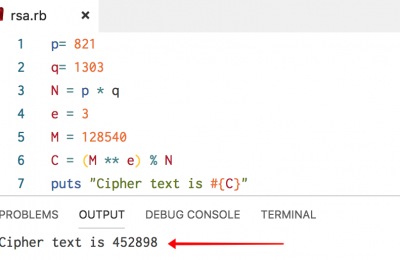 rsa.rb ×
1 p= 821
2 q= 1303
3 N = p * q
4 e = 3
5 M = 128540
6 C = (M ** e) % N
7 puts "Cipher text is #{C}"
PROBLEMS OUTPUT DEBUG CONSOLE TERMINAL
Cipher text is 452898